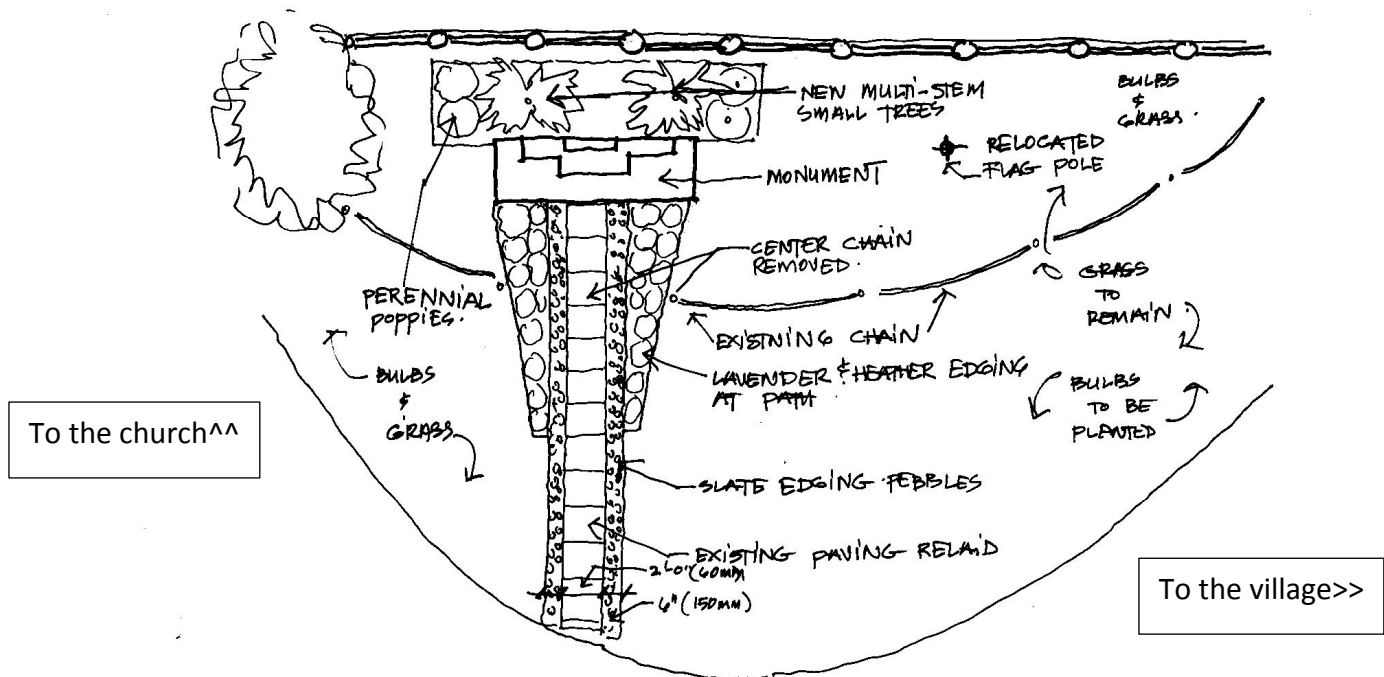 NEW MULTI-STEM
SMALL TREES
BULBS
&
GRASS.
RELOCATED
FLAG POLE
MONUMENT
CENTER CHAIN
REMOVED.
PERENNIAL
POPPIES.
GRASS
TO
REMAIN
EXISTNING CHAIN
BULBS
&
GRASS
LAVENDER & HEATHER EDGING
AT PATH
BULBS
TO BE
PLANTED
To the church^^
SLATE EDGING PEBBLES
EXISTING PAVING RELAID
2'-0" (60mm)
6" (150mm)
To the village>>